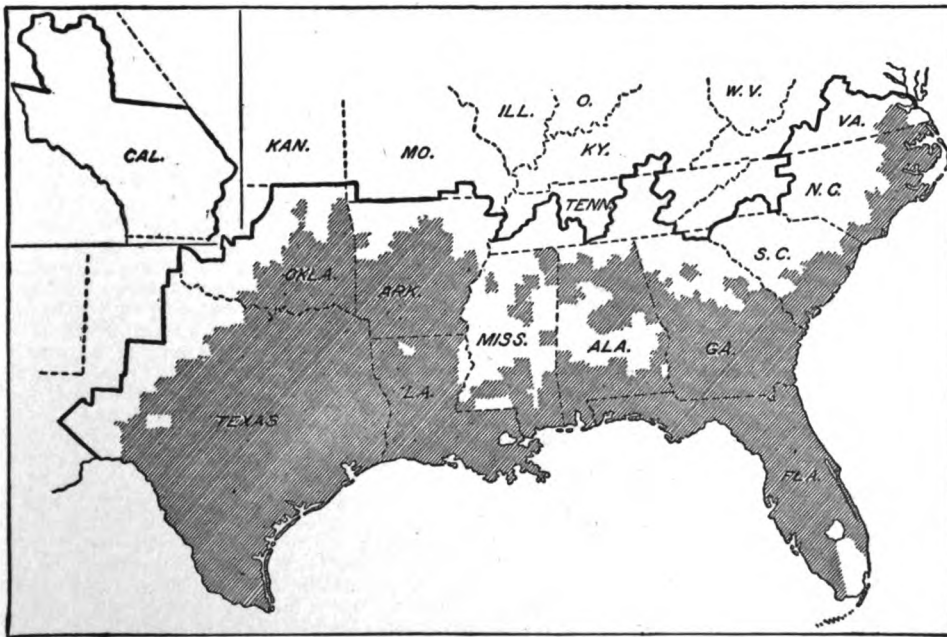 CAL.
KAN.
MO.
ILL.
O.
KY.
W. V.
VA.
TENN.
N. C.
S. C.
OKLA.
ARK.
MISS.
ALA.
GA.
TEXAS
LA.
FLA.